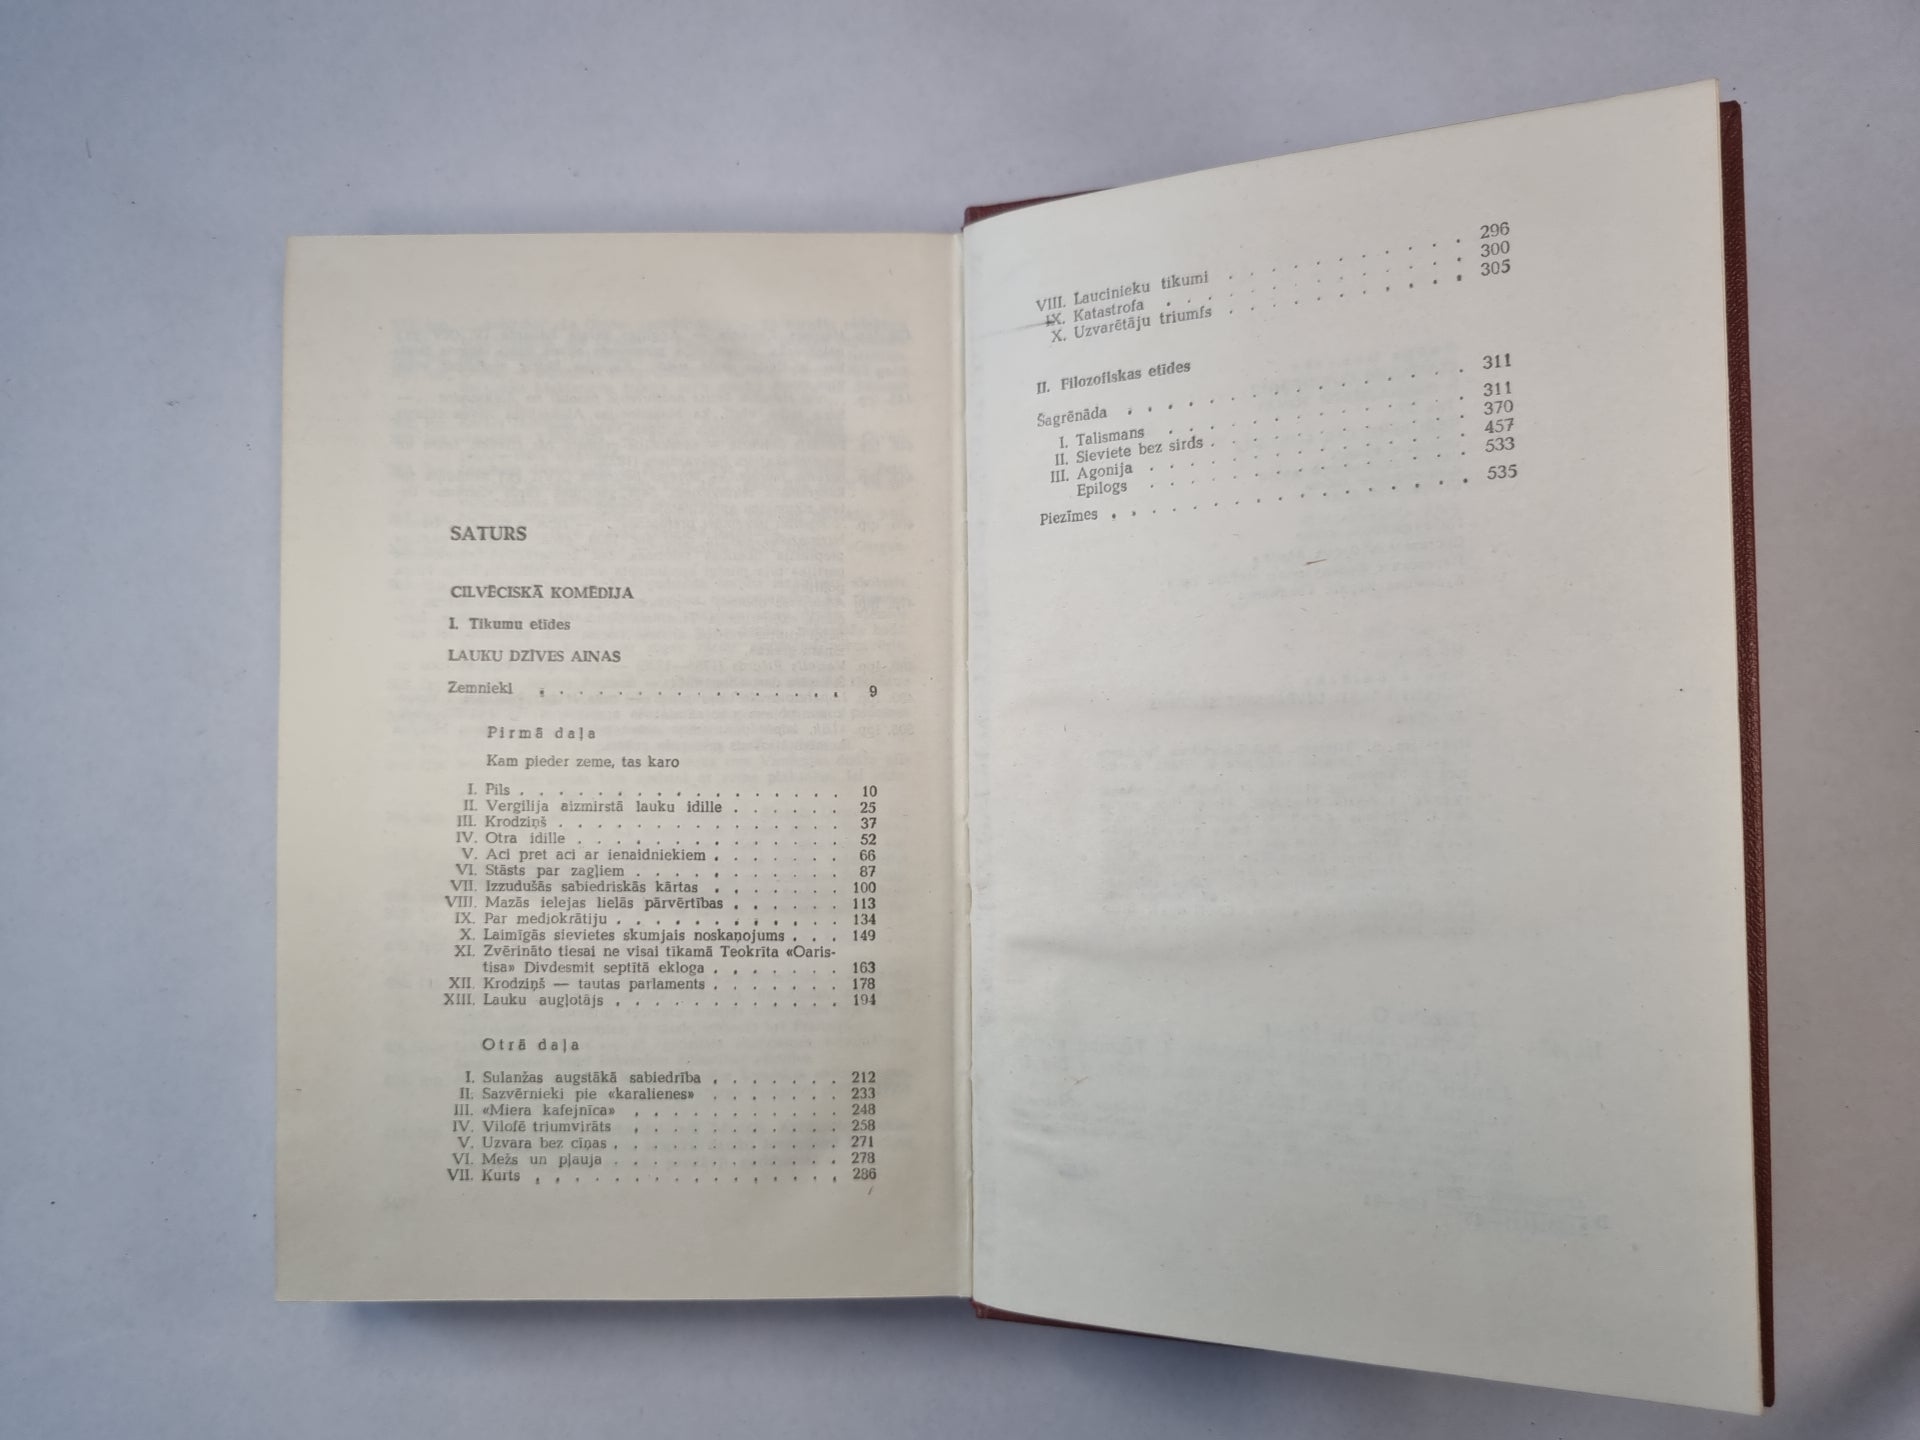 SATURS
CILVĒCISKĀ KOMĒDIJA
I. Tikumu etīdes
LAUKU DZĪVES AINAS
Zemnieki . . . . . . . . . . . . . . . . 9
Pirmā daļa
Kam pieder zeme, tas karo
I. Pils . . . . . . . . . . . . . . . . . 10
II. Vergilija aizmirstā lauku idille . . . . . . 25
III. Krodziņš . . . . . . . . . . . . . . . 37
IV. Otra idille . . . . . . . . . . . . . . 52
V. Aci pret aci ar ienaidniekiem . . . . . . . 66
VI. Stāsts par zagļiem . . . . . . . . . . . 87
VII. Izzudušās sabiedriskās kārtas . . . . . . . 100
VIII. Mazās ielejas lielās pārvērtības . . . . . . 113
IX. Par mediokrātiju . . . . . . . . . . . . 134
X. Laimīgās sievietes skumjais noskaņojums . . . 149
XI. Zvērināto tiesai ne visai tīkamā Teokrīta «Oaris-
tisa» Divdesmit septītā ekloga . . . . . . . 163
XII. Krodziņš — tautas parlaments . . . . . . . 178
XIII. Lauku augļotājs . . . . . . . . . . . . 194
Otrā daļa
I. Sulanžas augstākā sabiedrība . . . . . . . 212
II. Sazvērnieki pie «karalienes» . . . . . . . 233
III. «Miera kafejnīca» . . . . . . . . . . . 248
IV. Vilofē triumvirāts . . . . . . . . . . . 258
V. Uzvara bez cīņas . . . . . . . . . . . . 271
VI. Mežs un pļauja . . . . . . . . . . . . 278
VII. Kurts . . . . . . . . . . . . . . . . 286
VIII. Laucinieku tikumi . . . . . . . . . . . 296
IX. Katastrofa . . . . . . . . . . . . . . 300
X. Uzvarētāju triumfs . . . . . . . . . . . 305
II. Filozofiskas etīdes
Šagrēnāda . . . . . . . . . . . . . . . 311
I. Talismans . . . . . . . . . . . . . . . 311
II. Sieviete bez sirds . . . . . . . . . . . . 370
III. Agonija . . . . . . . . . . . . . . . 457
Epilogs . . . . . . . . . . . . . . . . 533
Piezīmes . . . . . . . . . . . . . . . . 535